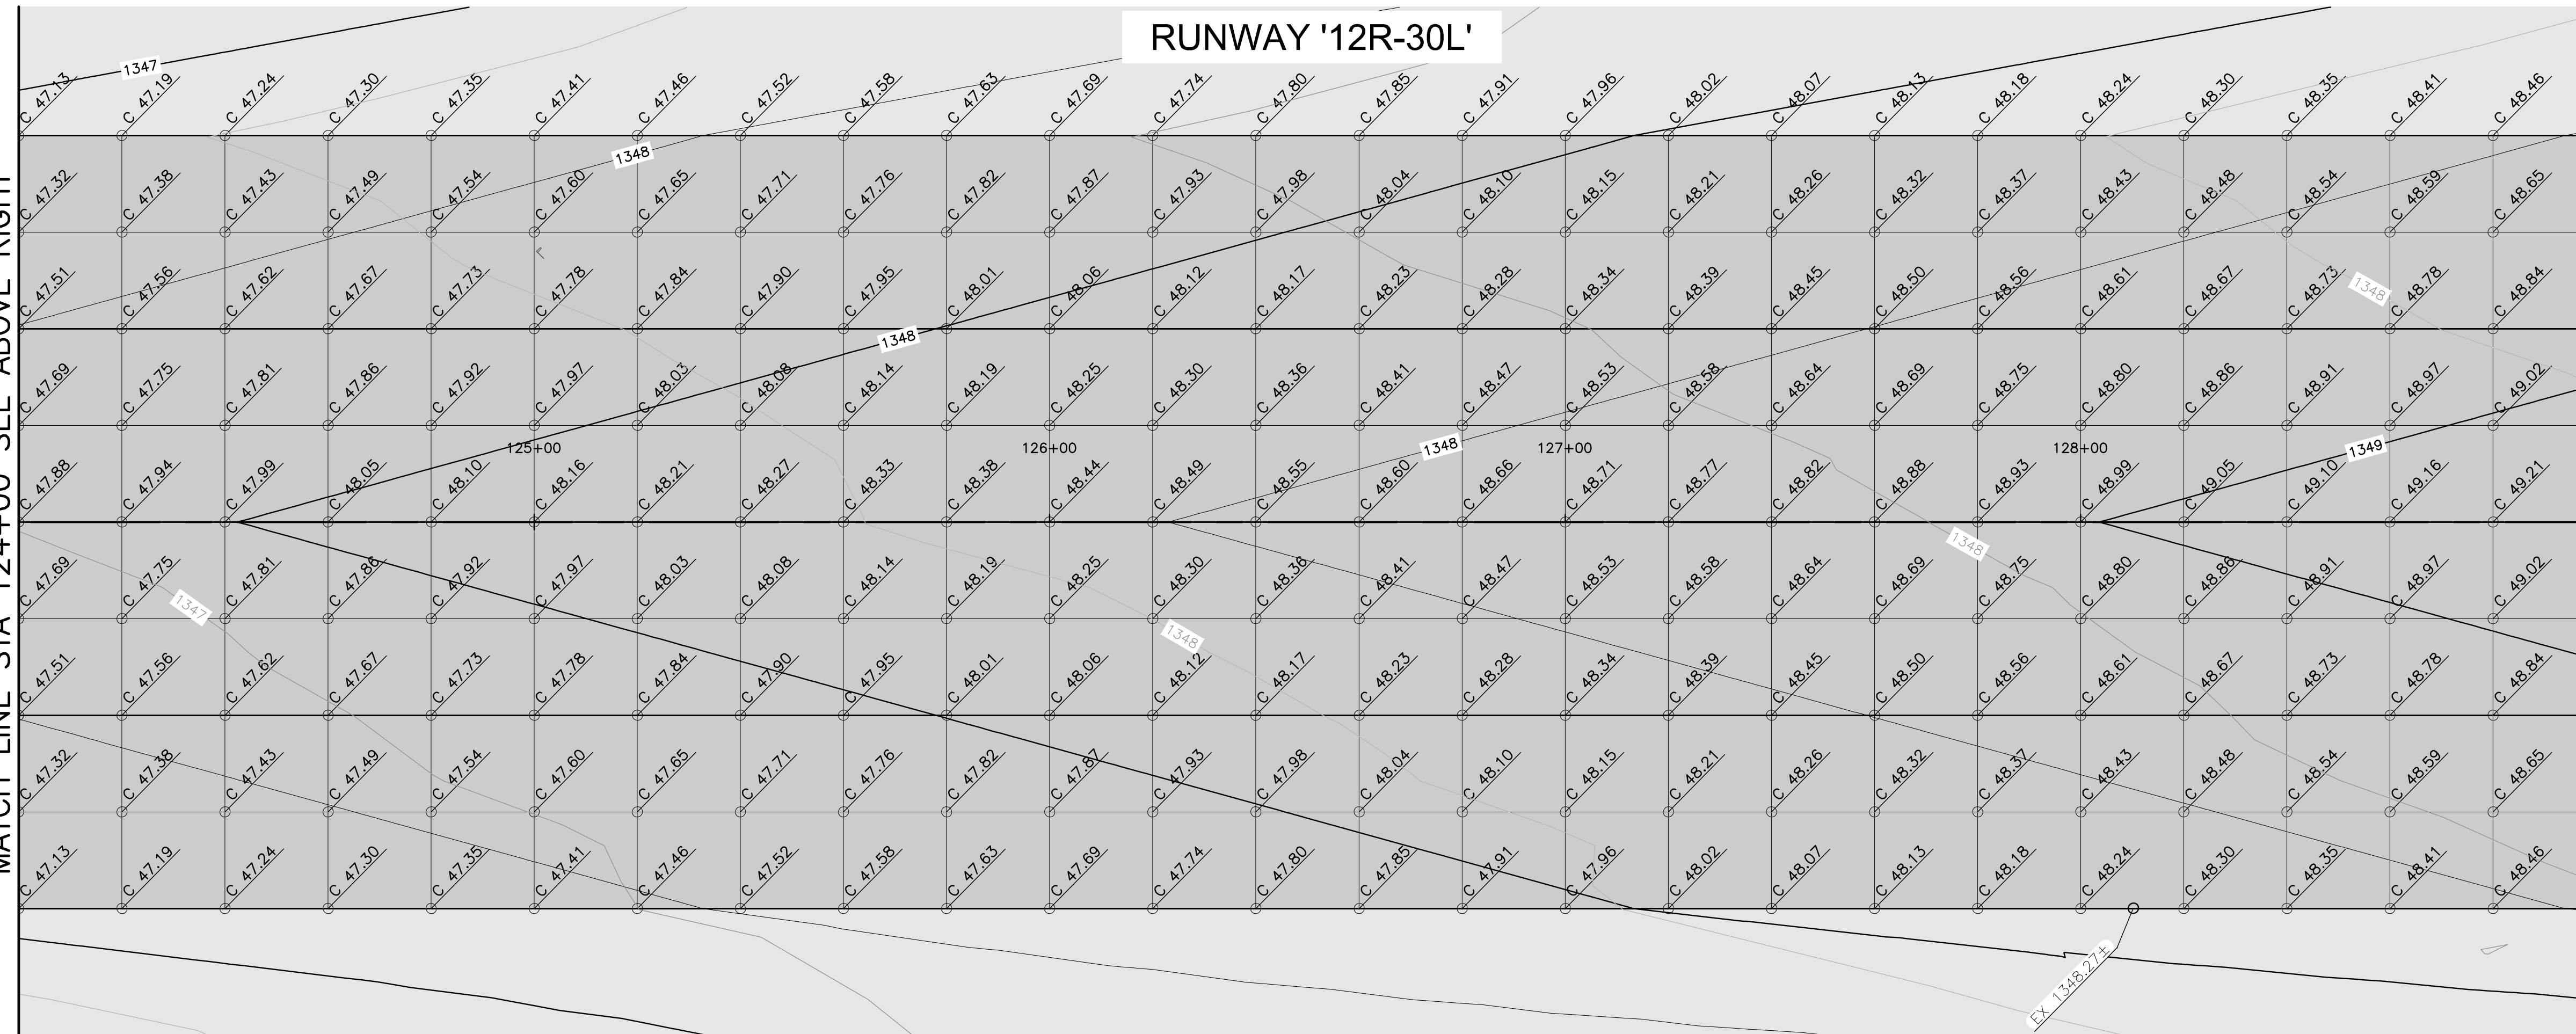 RUNWAY '12R-30L'
1347
C 47.13 C 47.19 C 47.24 C 47.30 C 47.35 C 47.41 C 47.46 C 47.52 C 47.58 C 47.63 C 47.69 C 47.74 C 47.80 C 47.85 C 47.91 C 47.96 C 48.02 C 48.07 C 48.13 C 48.18 C 48.24 C 48.30 C 48.35 C 48.41 C 48.46
1348
C 47.32 C 47.38 C 47.43 C 47.49 C 47.54 C 47.60 C 47.65 C 47.71 C 47.76 C 47.82 C 47.87 C 47.93 C 47.98 C 48.04 C 48.10 C 48.15 C 48.21 C 48.26 C 48.32 C 48.37 C 48.43 C 48.48 C 48.54 C 48.59 C 48.65
C 47.51 C 47.56 C 47.62 C 47.67 C 47.73 C 47.78 C 47.84 C 47.90 C 47.95 C 48.01 C 48.06 C 48.12 C 48.17 C 48.23 C 48.28 C 48.34 C 48.39 C 48.45 C 48.50 C 48.56 C 48.61 C 48.67 C 48.73 C 48.78 C 48.84
1348
1348
C 47.69 C 47.75 C 47.81 C 47.86 C 47.92 C 47.97 C 48.03 C 48.08 C 48.14 C 48.19 C 48.25 C 48.30 C 48.36 C 48.41 C 48.47 C 48.53 C 48.58 C 48.64 C 48.69 C 48.75 C 48.80 C 48.86 C 48.91 C 48.97 C 49.02
125+00 126+00 1348 127+00 128+00 1349
C 47.88 C 47.94 C 47.99 C 48.05 C 48.10 C 48.16 C 48.21 C 48.27 C 48.33 C 48.38 C 48.44 C 48.49 C 48.55 C 48.60 C 48.66 C 48.71 C 48.77 C 48.82 C 48.88 C 48.93 C 48.99 C 49.05 C 49.10 C 49.16 C 49.21
1348
C 47.69 C 47.75 C 47.81 C 47.86 C 47.92 C 47.97 C 48.03 C 48.08 C 48.14 C 48.19 C 48.25 C 48.30 C 48.36 C 48.41 C 48.47 C 48.53 C 48.58 C 48.64 C 48.69 C 48.75 C 48.80 C 48.86 C 48.91 C 48.97 C 49.02
1347
1348
C 47.51 C 47.56 C 47.62 C 47.67 C 47.73 C 47.78 C 47.84 C 47.90 C 47.95 C 48.01 C 48.06 C 48.12 C 48.17 C 48.23 C 48.28 C 48.34 C 48.39 C 48.45 C 48.50 C 48.56 C 48.61 C 48.67 C 48.73 C 48.78 C 48.84
C 47.32 C 47.38 C 47.43 C 47.49 C 47.54 C 47.60 C 47.65 C 47.71 C 47.76 C 47.82 C 47.87 C 47.93 C 47.98 C 48.04 C 48.10 C 48.15 C 48.21 C 48.26 C 48.32 C 48.37 C 48.43 C 48.48 C 48.54 C 48.59 C 48.65
C 47.13 C 47.19 C 47.24 C 47.30 C 47.35 C 47.41 C 47.46 C 47.52 C 47.58 C 47.63 C 47.69 C 47.74 C 47.80 C 47.85 C 47.91 C 47.96 C 48.02 C 48.07 C 48.13 C 48.18 C 48.24 C 48.30 C 48.35 C 48.41 C 48.46
EX 1348.27±
MATCH LINE STA 124+00 SEE ABOVE RIGHT